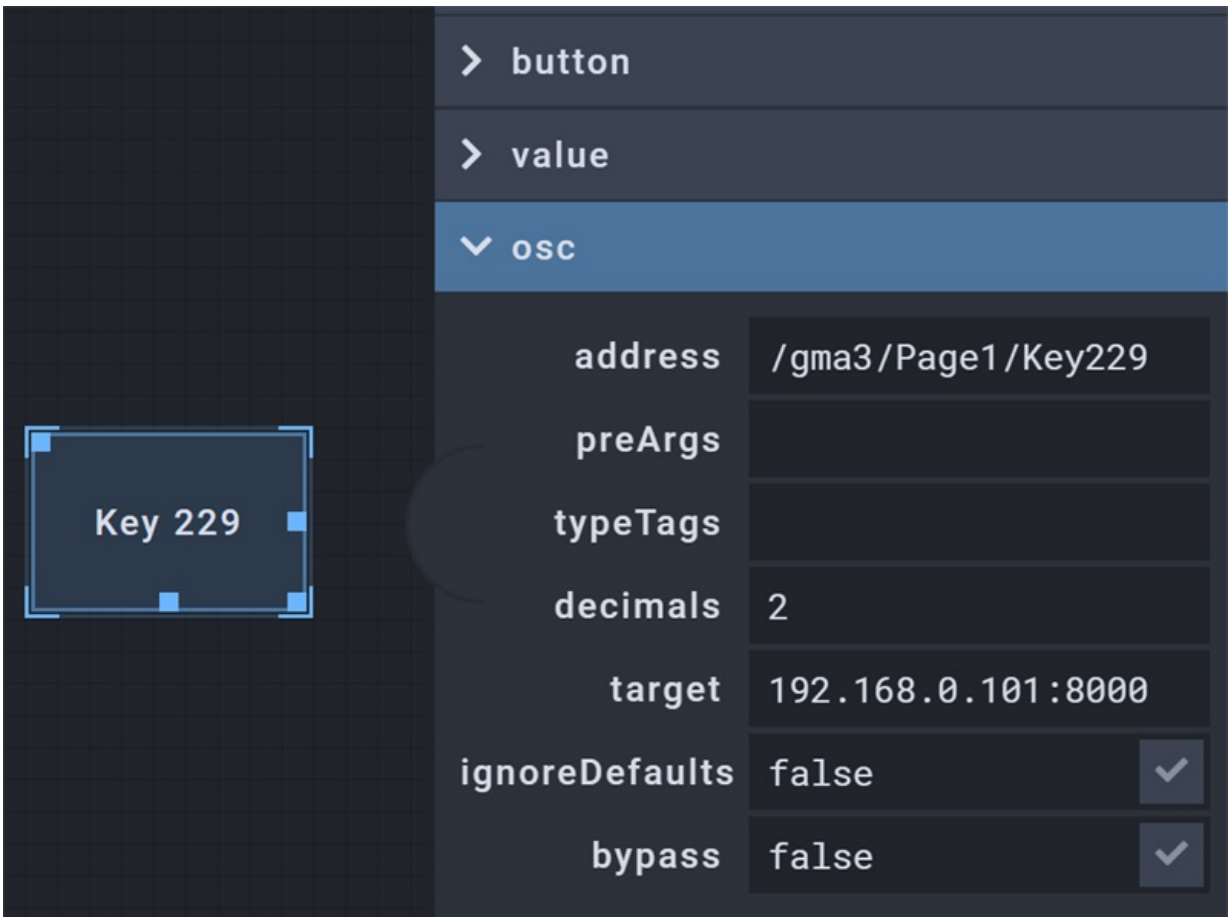 button
value
osc
address /gma3/Page1/Key229
preArgs
Key 229
typeTags
decimals 2
target 192.168.0.101:8000
ignoreDefaults false
bypass false